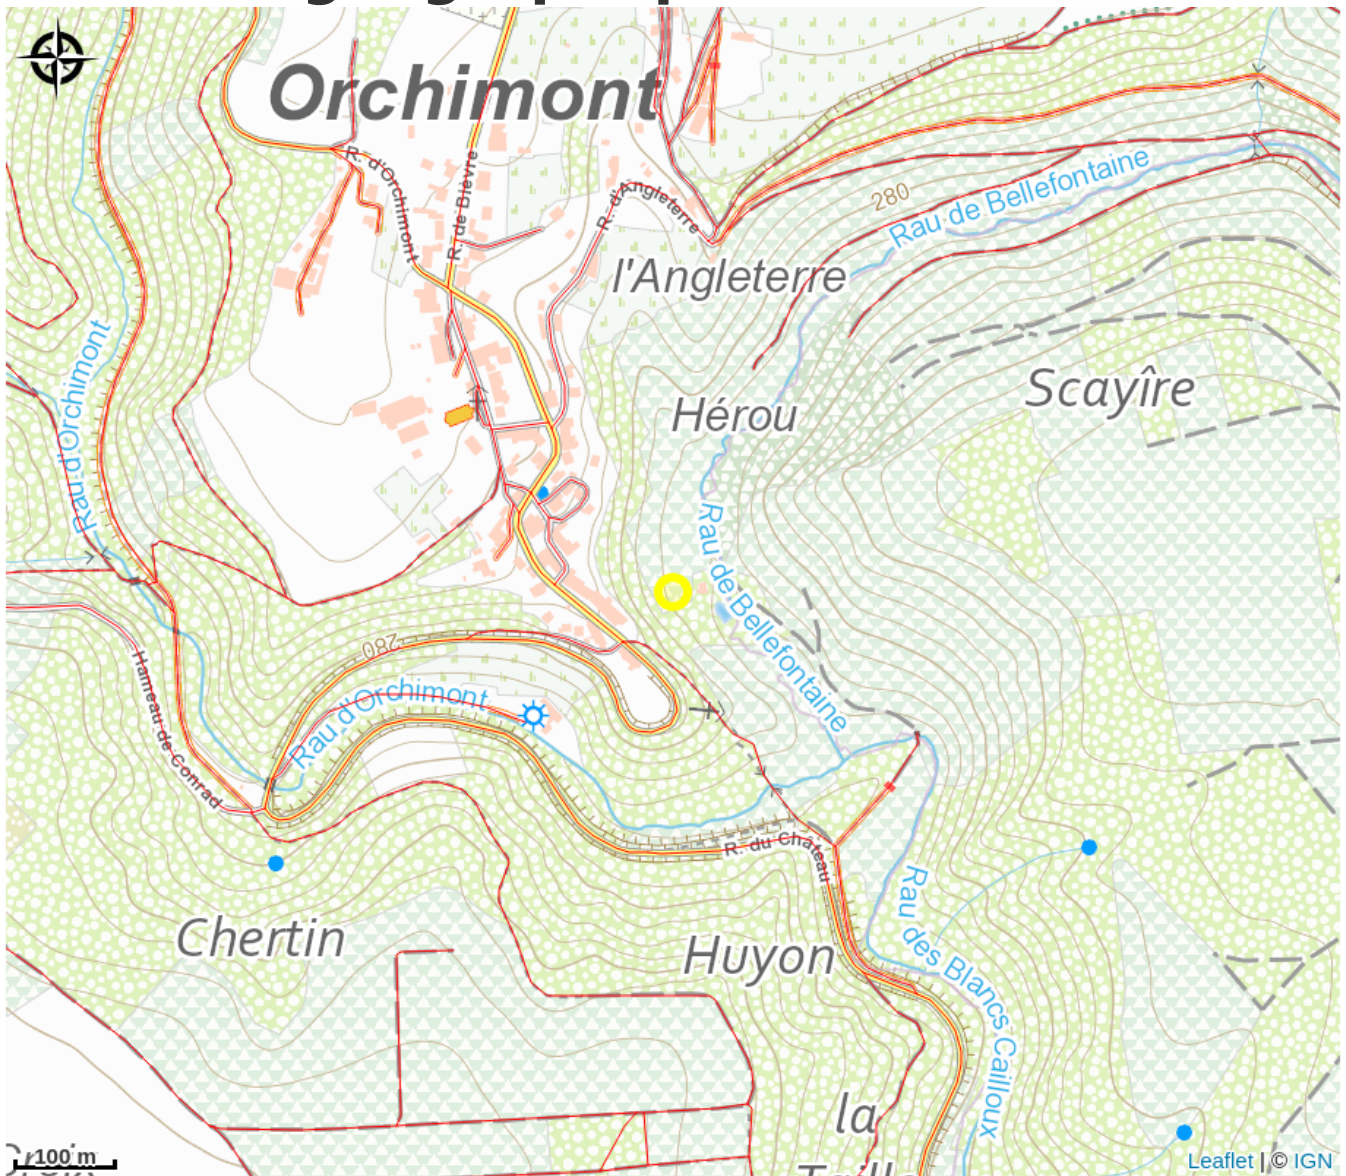 Orchimont
R. d'Orchimont
R. de Bièvre
R. d'Angleterre
280
Rau de Bellefontaine
l'Angleterre
Scayîre
Hérou
Rau d'Orchimont
Rau de Bellefontaine
280
Hameau de Conrad
Rau d'Orchimont
R. du Château
Chertin
Huyon
Rau des Blancs Cailloux
la
100 m
Leaflet | © IGN